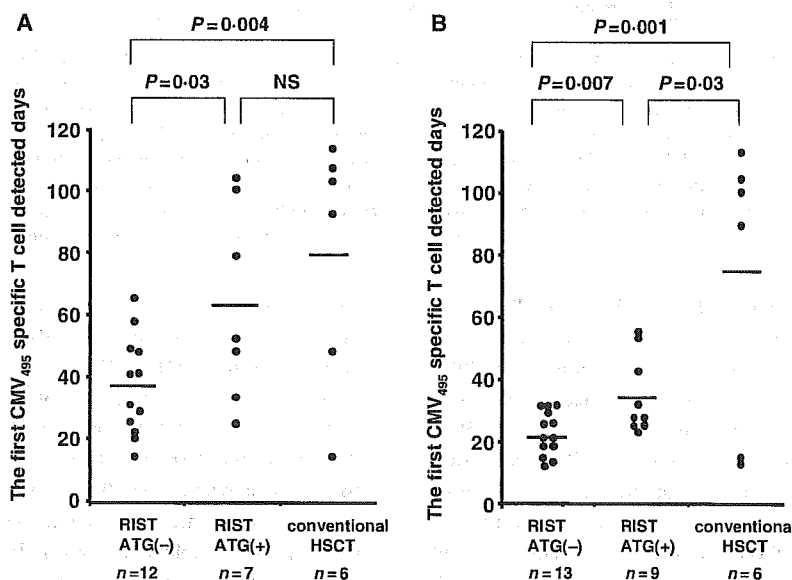 A
P=0·004
P=0·03
NS
The first CMV495 specific T cell detected days
120
100
80
60
40
20
0
RIST
ATG(−)
n=12
RIST
ATG(+)
n=7
conventional
HSCT
n=6
B
P=0·001
P=0·007
P=0·03
The first CMV495 specific T cell detected days
120
100
80
60
40
20
0
RIST
ATG(−)
n=13
RIST
ATG(+)
n=9
conventional
HSCT
n=6